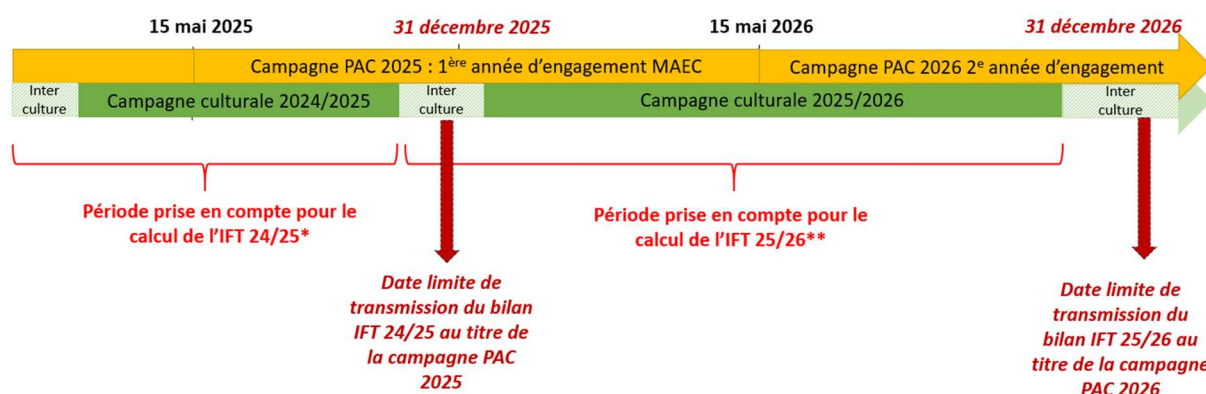 15 mai 2025
31 décembre 2025
15 mai 2026
31 décembre 2026
Campagne PAC 2025 : 1ère année d'engagement MAEC
Campagne PAC 2026 2e année d'engagement
Inter
culture
Campagne culturale 2024/2025
Inter
culture
Campagne culturale 2025/2026
Inter
culture
Période prise en compte pour le
calcul de l'IFT 24/25*
Période prise en compte pour le
calcul de l'IFT 25/26**
Date limite de
transmission du bilan
IFT 24/25 au titre de
la campagne PAC
2025
Date limite de
transmission du
bilan IFT 25/26 au
titre de la campagne
PAC 2026